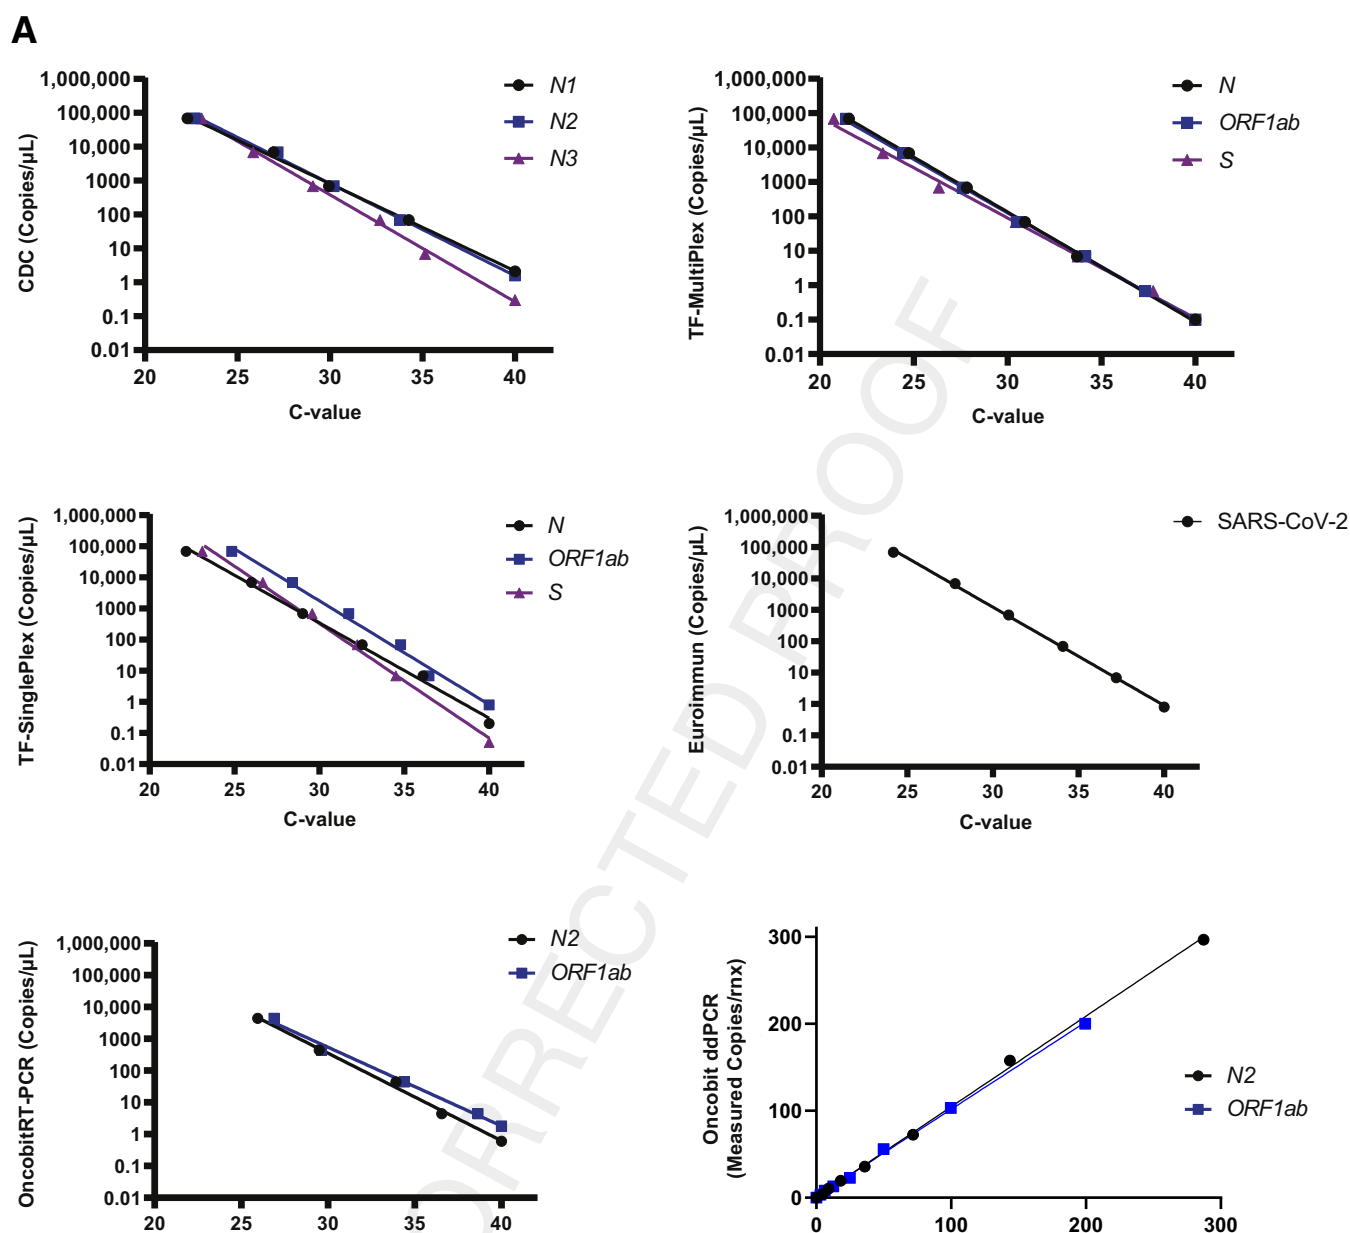 A
CDC (Copies/µL)
1,000,000
100,000
10,000
1000
100
10
1
0.1
0.01
20 25 30 35 40
C-value
N1
N2
N3
TF-MultiPlex (Copies/µL)
1,000,000
100,000
10,000
1000
100
10
1
0.1
0.01
20 25 30 35 40
C-value
N
ORF1ab
S
TF-SinglePlex (Copies/µL)
1,000,000
100,000
10,000
1000
100
10
1
0.1
0.01
20 25 30 35 40
C-value
N
ORF1ab
S
Euroimmun (Copies/µL)
1,000,000
100,000
10,000
1000
100
10
1
0.1
0.01
20 25 30 35 40
C-value
SARS-CoV-2
OncobitRT-PCR (Copies/µL)
1,000,000
100,000
10,000
1000
100
10
1
0.1
0.01
20 25 30 35 40
N2
ORF1ab
Oncobit ddPCR
(Measured Copies/rnx)
300
200
100
0
0 100 200 300
N2
ORF1ab
ORRECTED PROOF